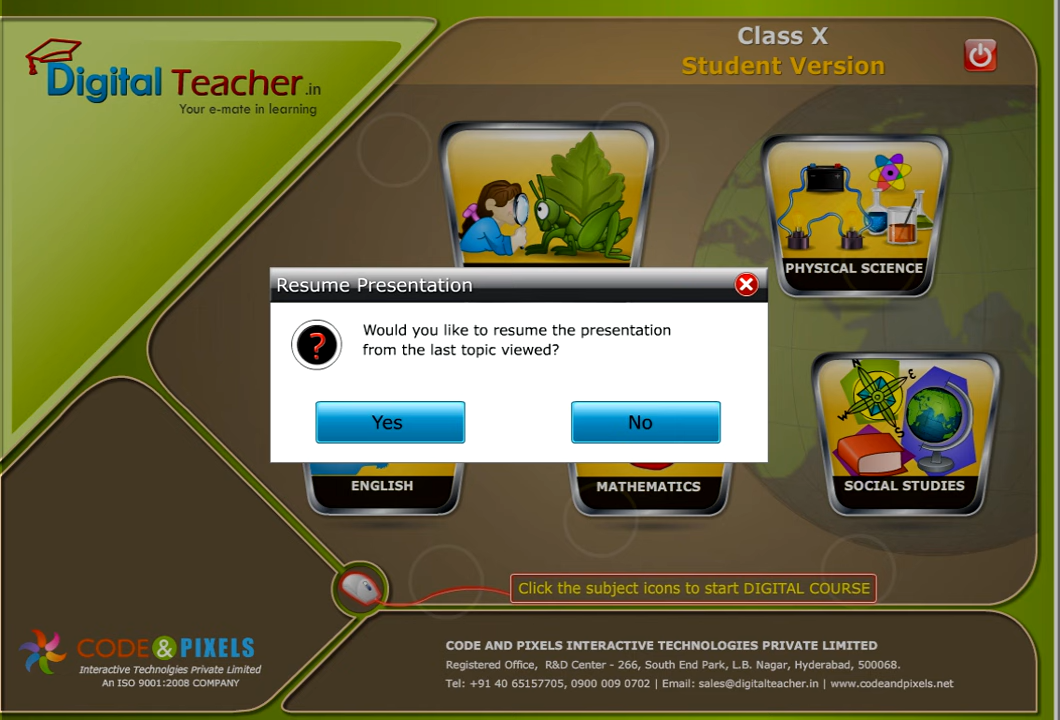 Class X
Student Version
Digital Teacher.in
Your e-mate in learning
PHYSICAL SCIENCE
Resume Presentation
?
Would you like to resume the presentation
from the last topic viewed?
Yes
No
N
E
W
S
ENGLISH
MATHEMATICS
SOCIAL STUDIES
Click the subject icons to start DIGITAL COURSE
CODE & PIXELS
Interactive Technolgies Private Limited
An ISO 9001:2008 COMPANY
CODE AND PIXELS INTERACTIVE TECHNOLOGIES PRIVATE LIMITED
Registered Office, R&D Center - 266, South End Park, L.B. Nagar, Hyderabad, 500068.
Tel: +91 40 65157705, 0900 009 0702 | Email: sales@digitalteacher.in | www.codeandpixels.net